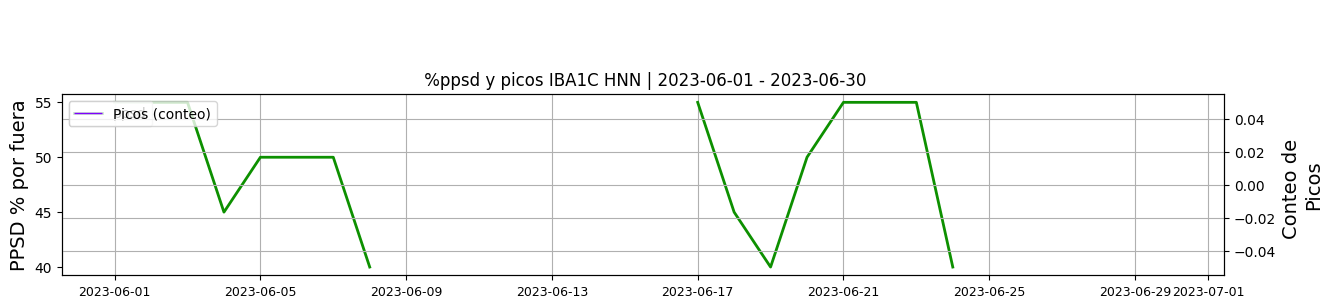 %ppsd y picos IBA1C HNN | 2023-06-01 - 2023-06-30
PPSD % por fuera
55
50
45
40
Picos (conteo)
0.04
0.02
0.00
−0.02
−0.04
Conteo de
Picos
2023-06-01 2023-06-05 2023-06-09 2023-06-13 2023-06-17 2023-06-21 2023-06-25 2023-06-29 2023-07-01